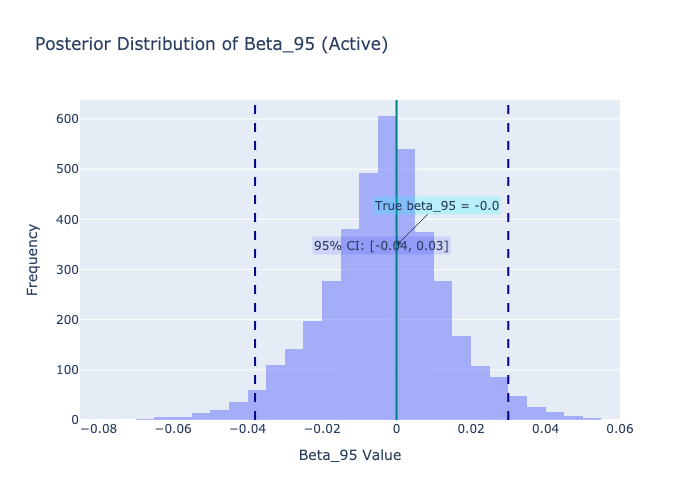 Posterior Distribution of Beta_95 (Active)
600
500
400
300
200
100
0
Frequency
True beta_95 = -0.0
95% CI: [-0.04, 0.03]
−0.08 −0.06 −0.04 −0.02 0 0.02 0.04 0.06
Beta_95 Value